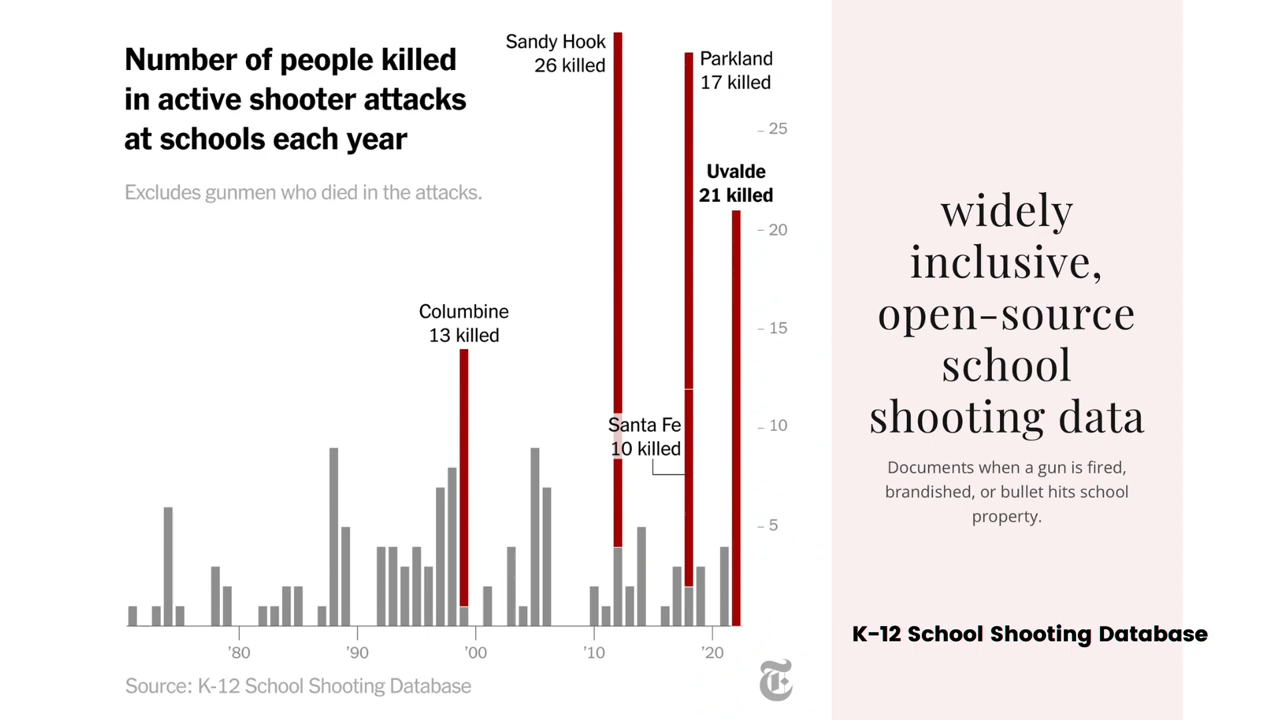 Number of people killed
in active shooter attacks
at schools each year
Excludes gunmen who died in the attacks.
Sandy Hook
26 killed
Parkland
17 killed
Uvalde
21 killed
Columbine
13 killed
Santa Fe
10 killed
25
20
15
10
5
'80
'90
'00
'10
'20
Source: K-12 School Shooting Database
T
widely
inclusive,
open-source
school
shooting data
Documents when a gun is fired,
brandished, or bullet hits school
property.
K-12 School Shooting Database